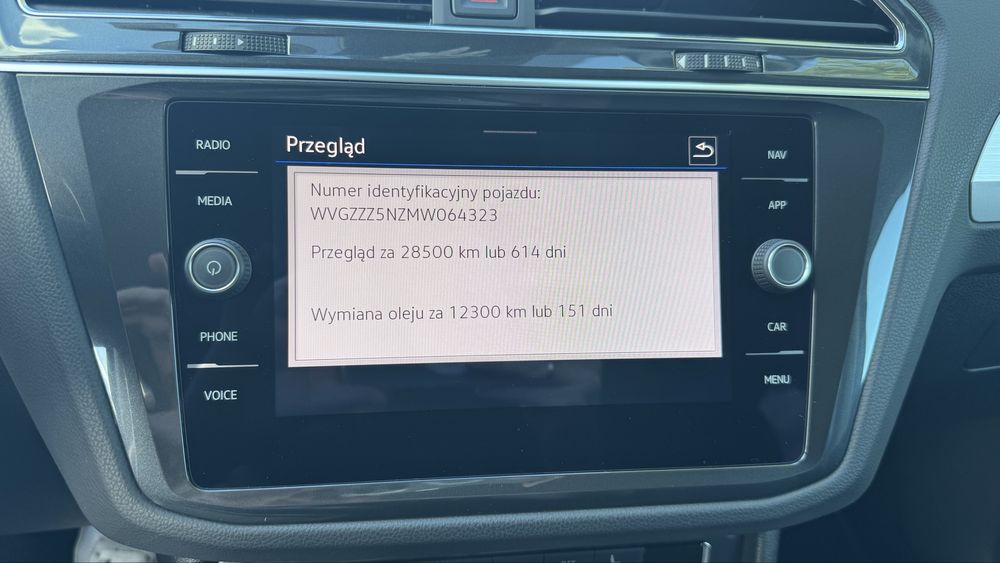 RADIO
MEDIA
PHONE
VOICE
Przegląd
Numer identyfikacyjny pojazdu:
WVGZZZ5NZMW064323
Przegląd za 28500 km lub 614 dni
Wymiana oleju za 12300 km lub 151 dni
NAV
APP
CAR
MENU